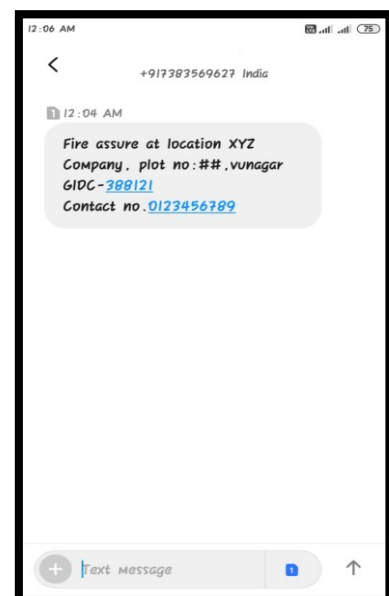 12:06 AM
75
+917383569627 India
1 12:04 AM
Fire assure at location XYZ
Company, plot no:##,vunagar
GIDC-388121
Contact no.0123456789
Text message
1